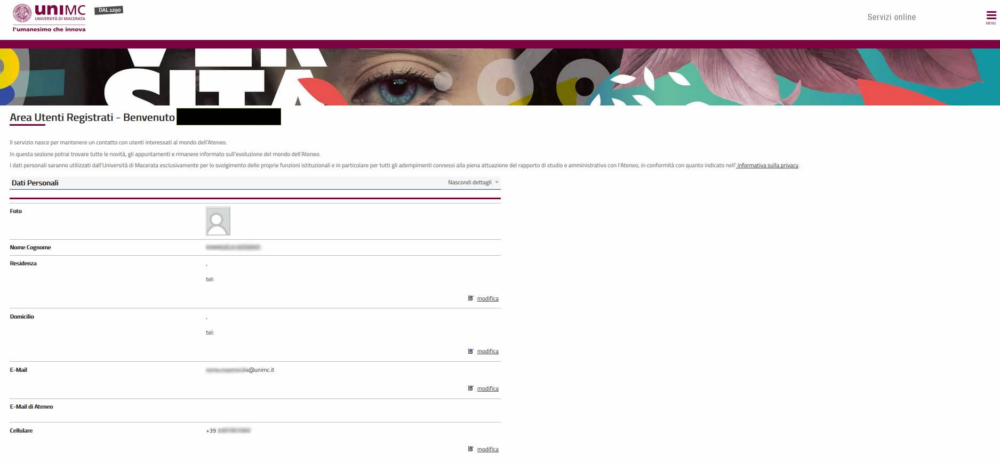 unIMC
UNIVERSITÀ DI MACERATA
l'umanesimo che innova
DAL 1290
Servizi online
MENU
VER
SITÀ
Area Utenti Registrati - Benvenuto
Il servizio nasce per mantenere un contatto con utenti interessati al mondo dell'Ateneo.
In questa sezione potrai trovare tutte le novità, gli appuntamenti e rimanere informato sull'evoluzione del mondo dell'Ateneo.
I dati personali saranno utilizzati dall'Università di Macerata esclusivamente per lo svolgimento delle proprie funzioni istituzionali e in particolare per tutti gli adempimenti connessi alla piena attuazione del rapporto di studio e amministrativo con l'Ateneo, in conformità con quanto indicato nell' informativa sulla privacy.
Dati Personali
Nascondi dettagli
Foto
Nome Cognome
Residenza ,
tel:
modifica
Domicilio ,
tel:
modifica
E-Mail @unimc.it
modifica
E-Mail di Ateneo
Cellulare +39
modifica